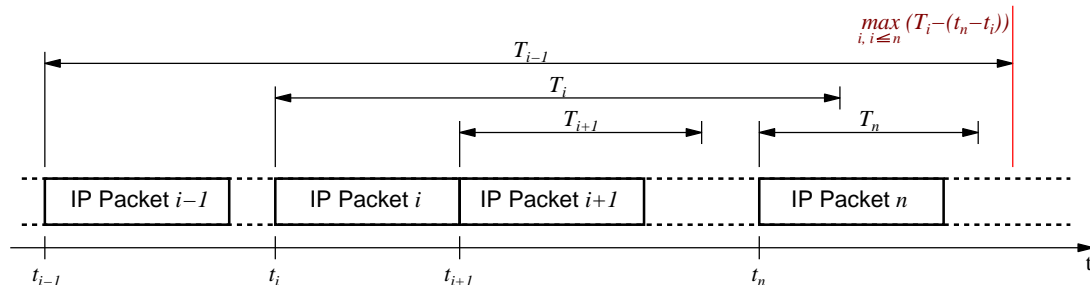 max (T_i−(t_n−t_i))
i, i≤n
T_{i−1}
T_i
T_{i+1} T_n
IP Packet i−1 IP Packet i IP Packet i+1 IP Packet n
t_{i−1} t_i t_{i+1} t_n t